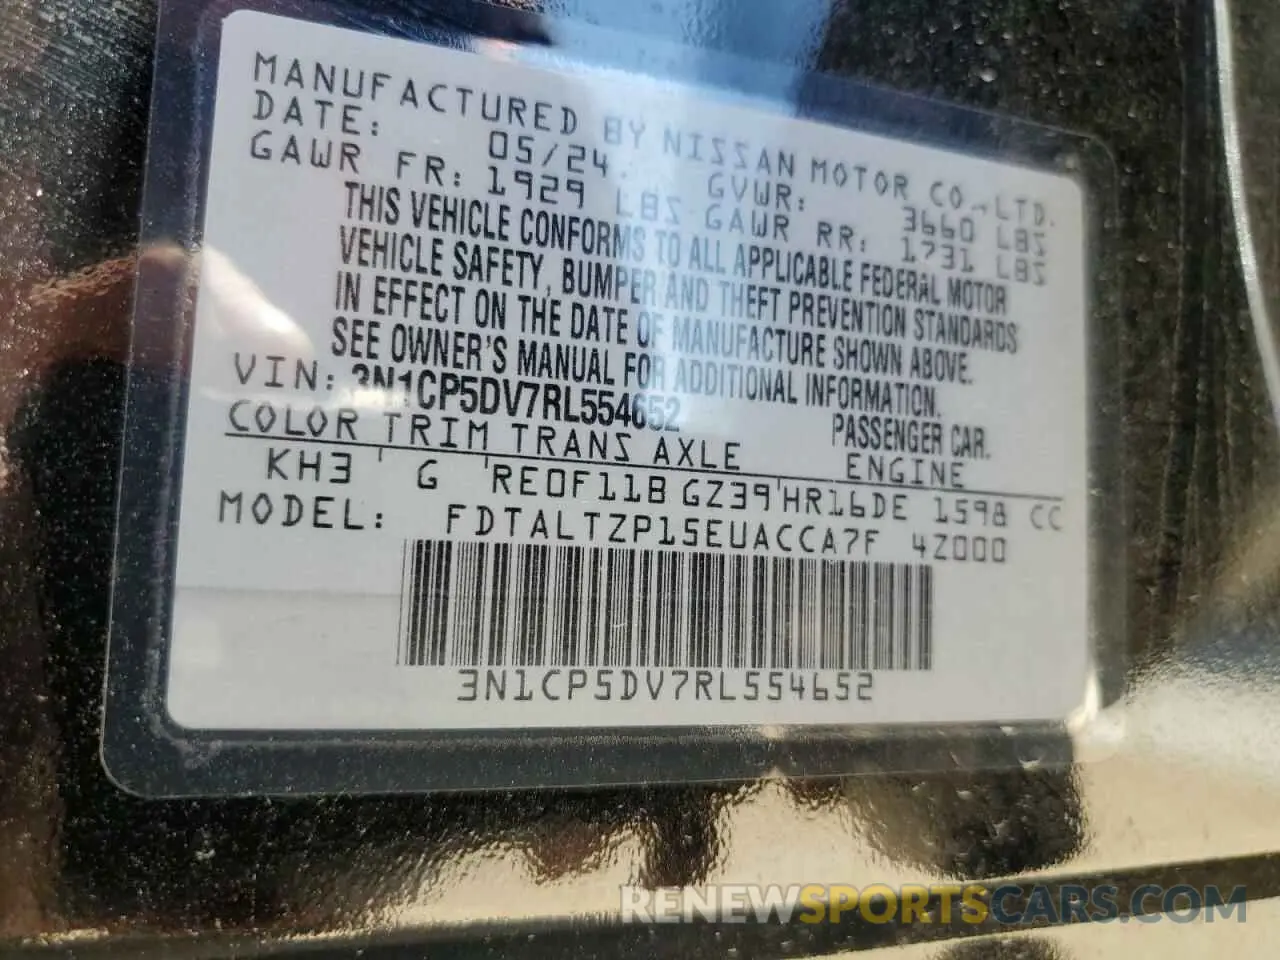 MANUFACTURED BY NISSAN MOTOR CO.,LTD.
DATE: 05/24 GVWR: 3660 LBS
GAWR FR: 1929 LBS GAWR RR: 1731 LBS
THIS VEHICLE CONFORMS TO ALL APPLICABLE FEDERAL MOTOR
VEHICLE SAFETY, BUMPER AND THEFT PREVENTION STANDARDS
IN EFFECT ON THE DATE OF MANUFACTURE SHOWN ABOVE.
SEE OWNER'S MANUAL FOR ADDITIONAL INFORMATION.
VIN: 3N1CP5DV7RL554652 PASSENGER CAR.
COLOR TRIM TRANS AXLE ENGINE
KH3 G RE0F11B GZ39 HR16DE 1598 CC
MODEL: FDTALTZP15EUACCA7F 4Z000
3N1CP5DV7RL554652
RENEWSPORTSCARS.COM